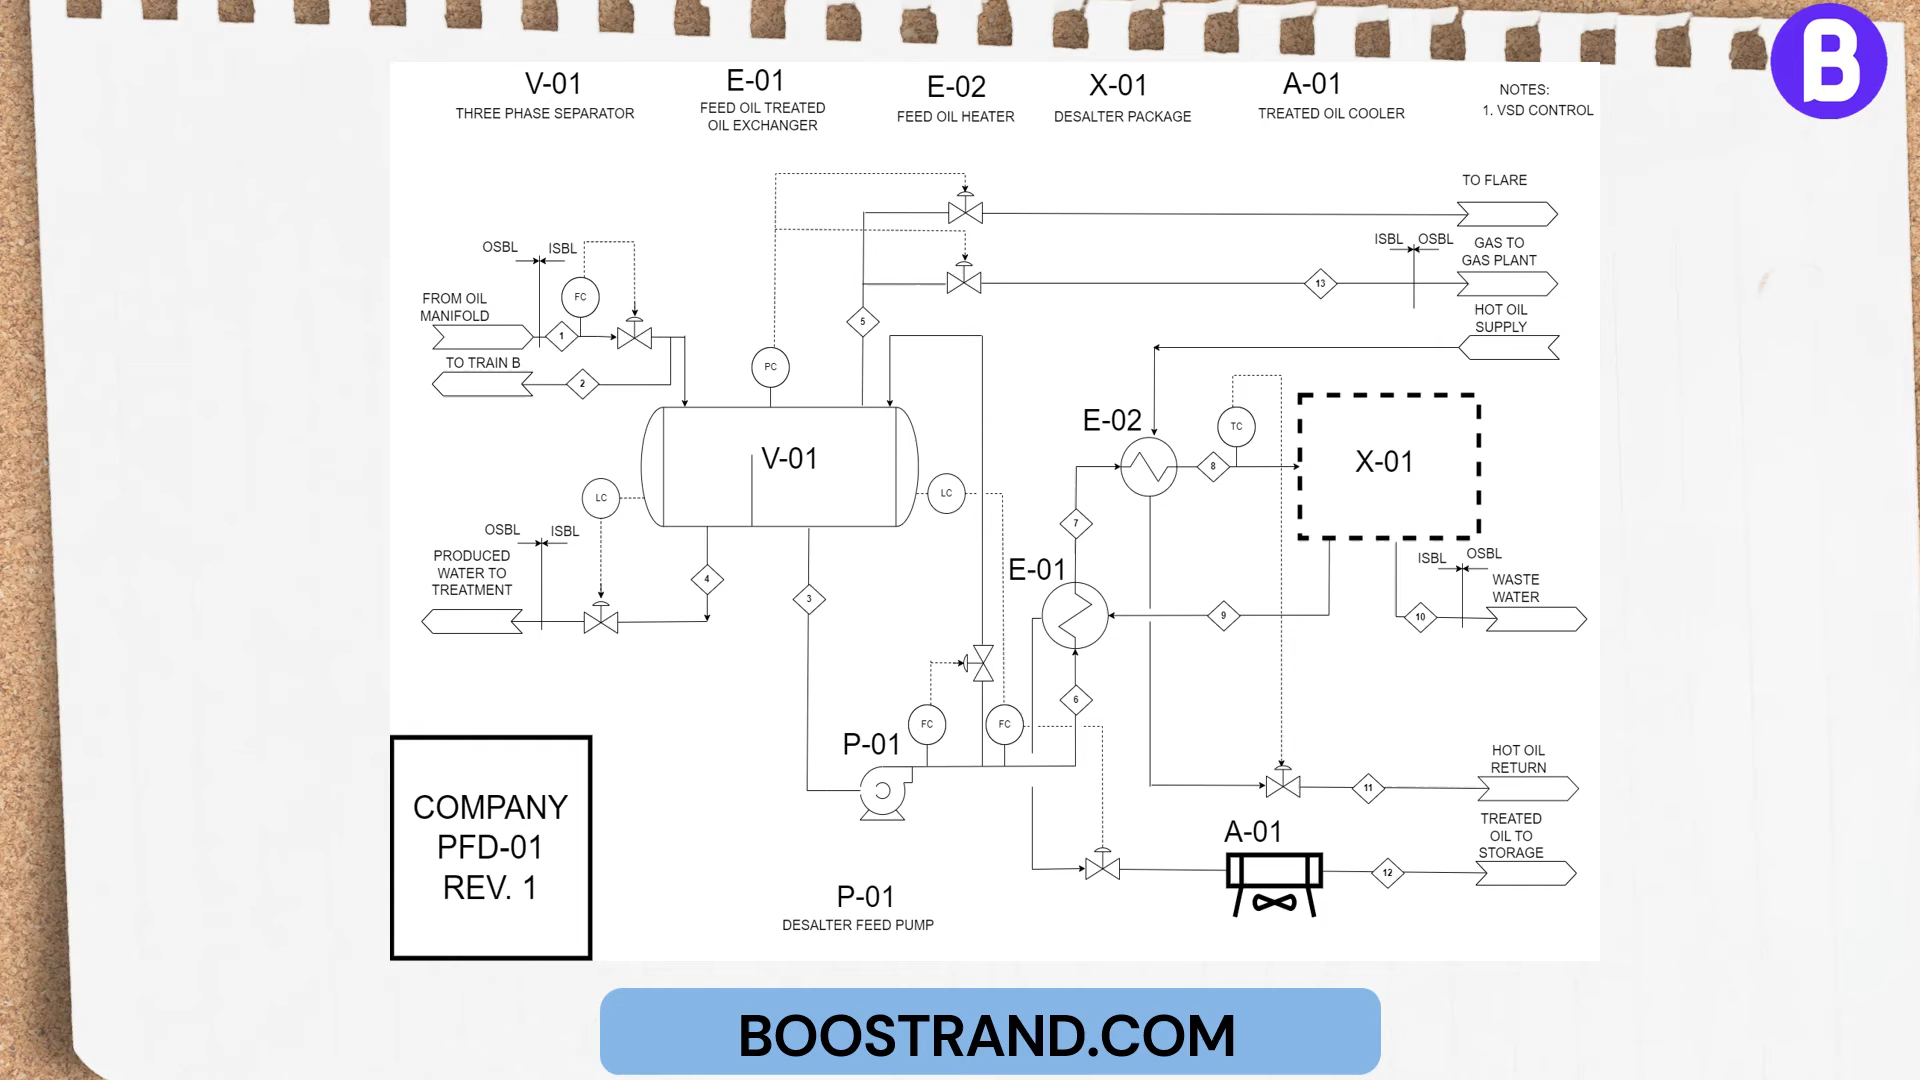 B
V-01
THREE PHASE SEPARATOR
E-01
FEED OIL TREATED
OIL EXCHANGER
E-02
FEED OIL HEATER
X-01
DESALTER PACKAGE
A-01
TREATED OIL COOLER
NOTES:
1. VSD CONTROL
TO FLARE
OSBL
ISBL
ISBL
OSBL
GAS TO
GAS PLANT
13
FC
FROM OIL
MANIFOLD
1
5
HOT OIL
SUPPLY
TO TRAIN B
2
PC
E-02
TC
V-01
8
X-01
LC
LC
OSBL
ISBL
7
PRODUCED
WATER TO
TREATMENT
4
3
E-01
9
ISBL
OSBL
WASTE
WATER
10
6
FC
FC
P-01
HOT OIL
RETURN
11
COMPANY
PFD-01
REV. 1
A-01
TREATED
OIL TO
STORAGE
12
P-01
DESALTER FEED PUMP
BOOSTRAND.COM